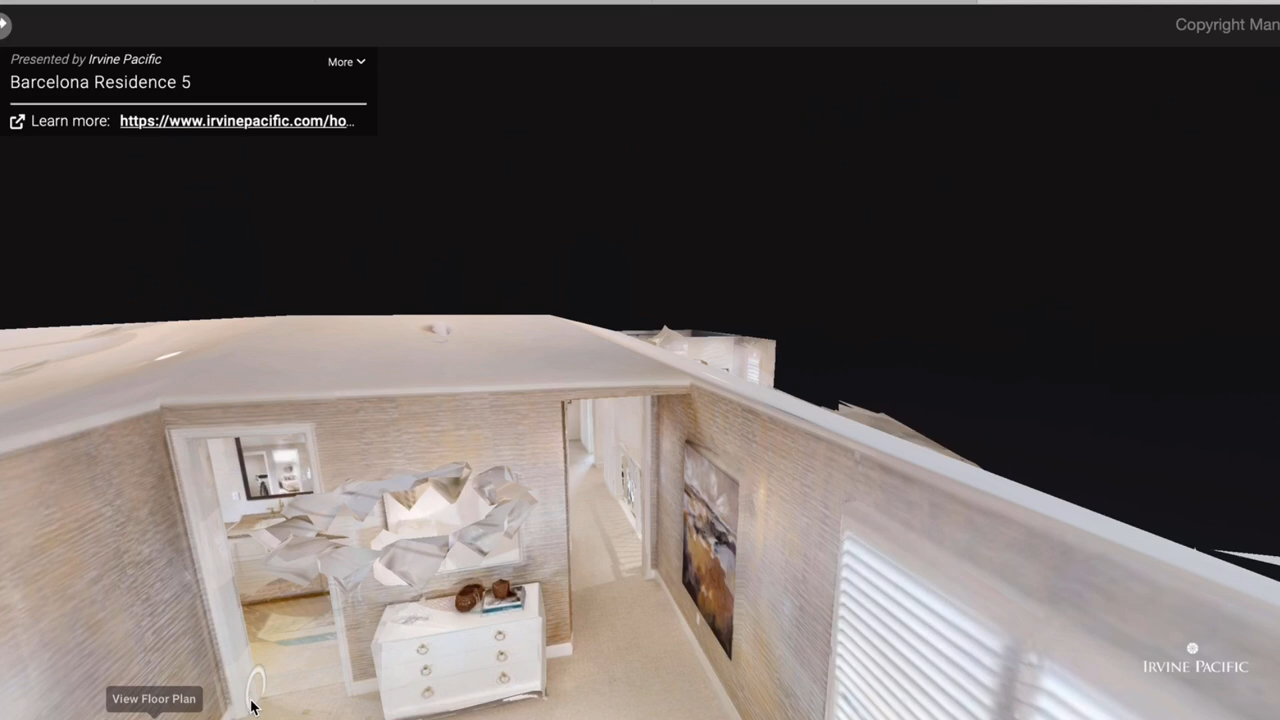 Copyright Man
Presented by Irvine Pacific
More
Barcelona Residence 5
Learn more: https://www.irvinepacific.com/ho...
IRVINE PACIFIC
View Floor Plan